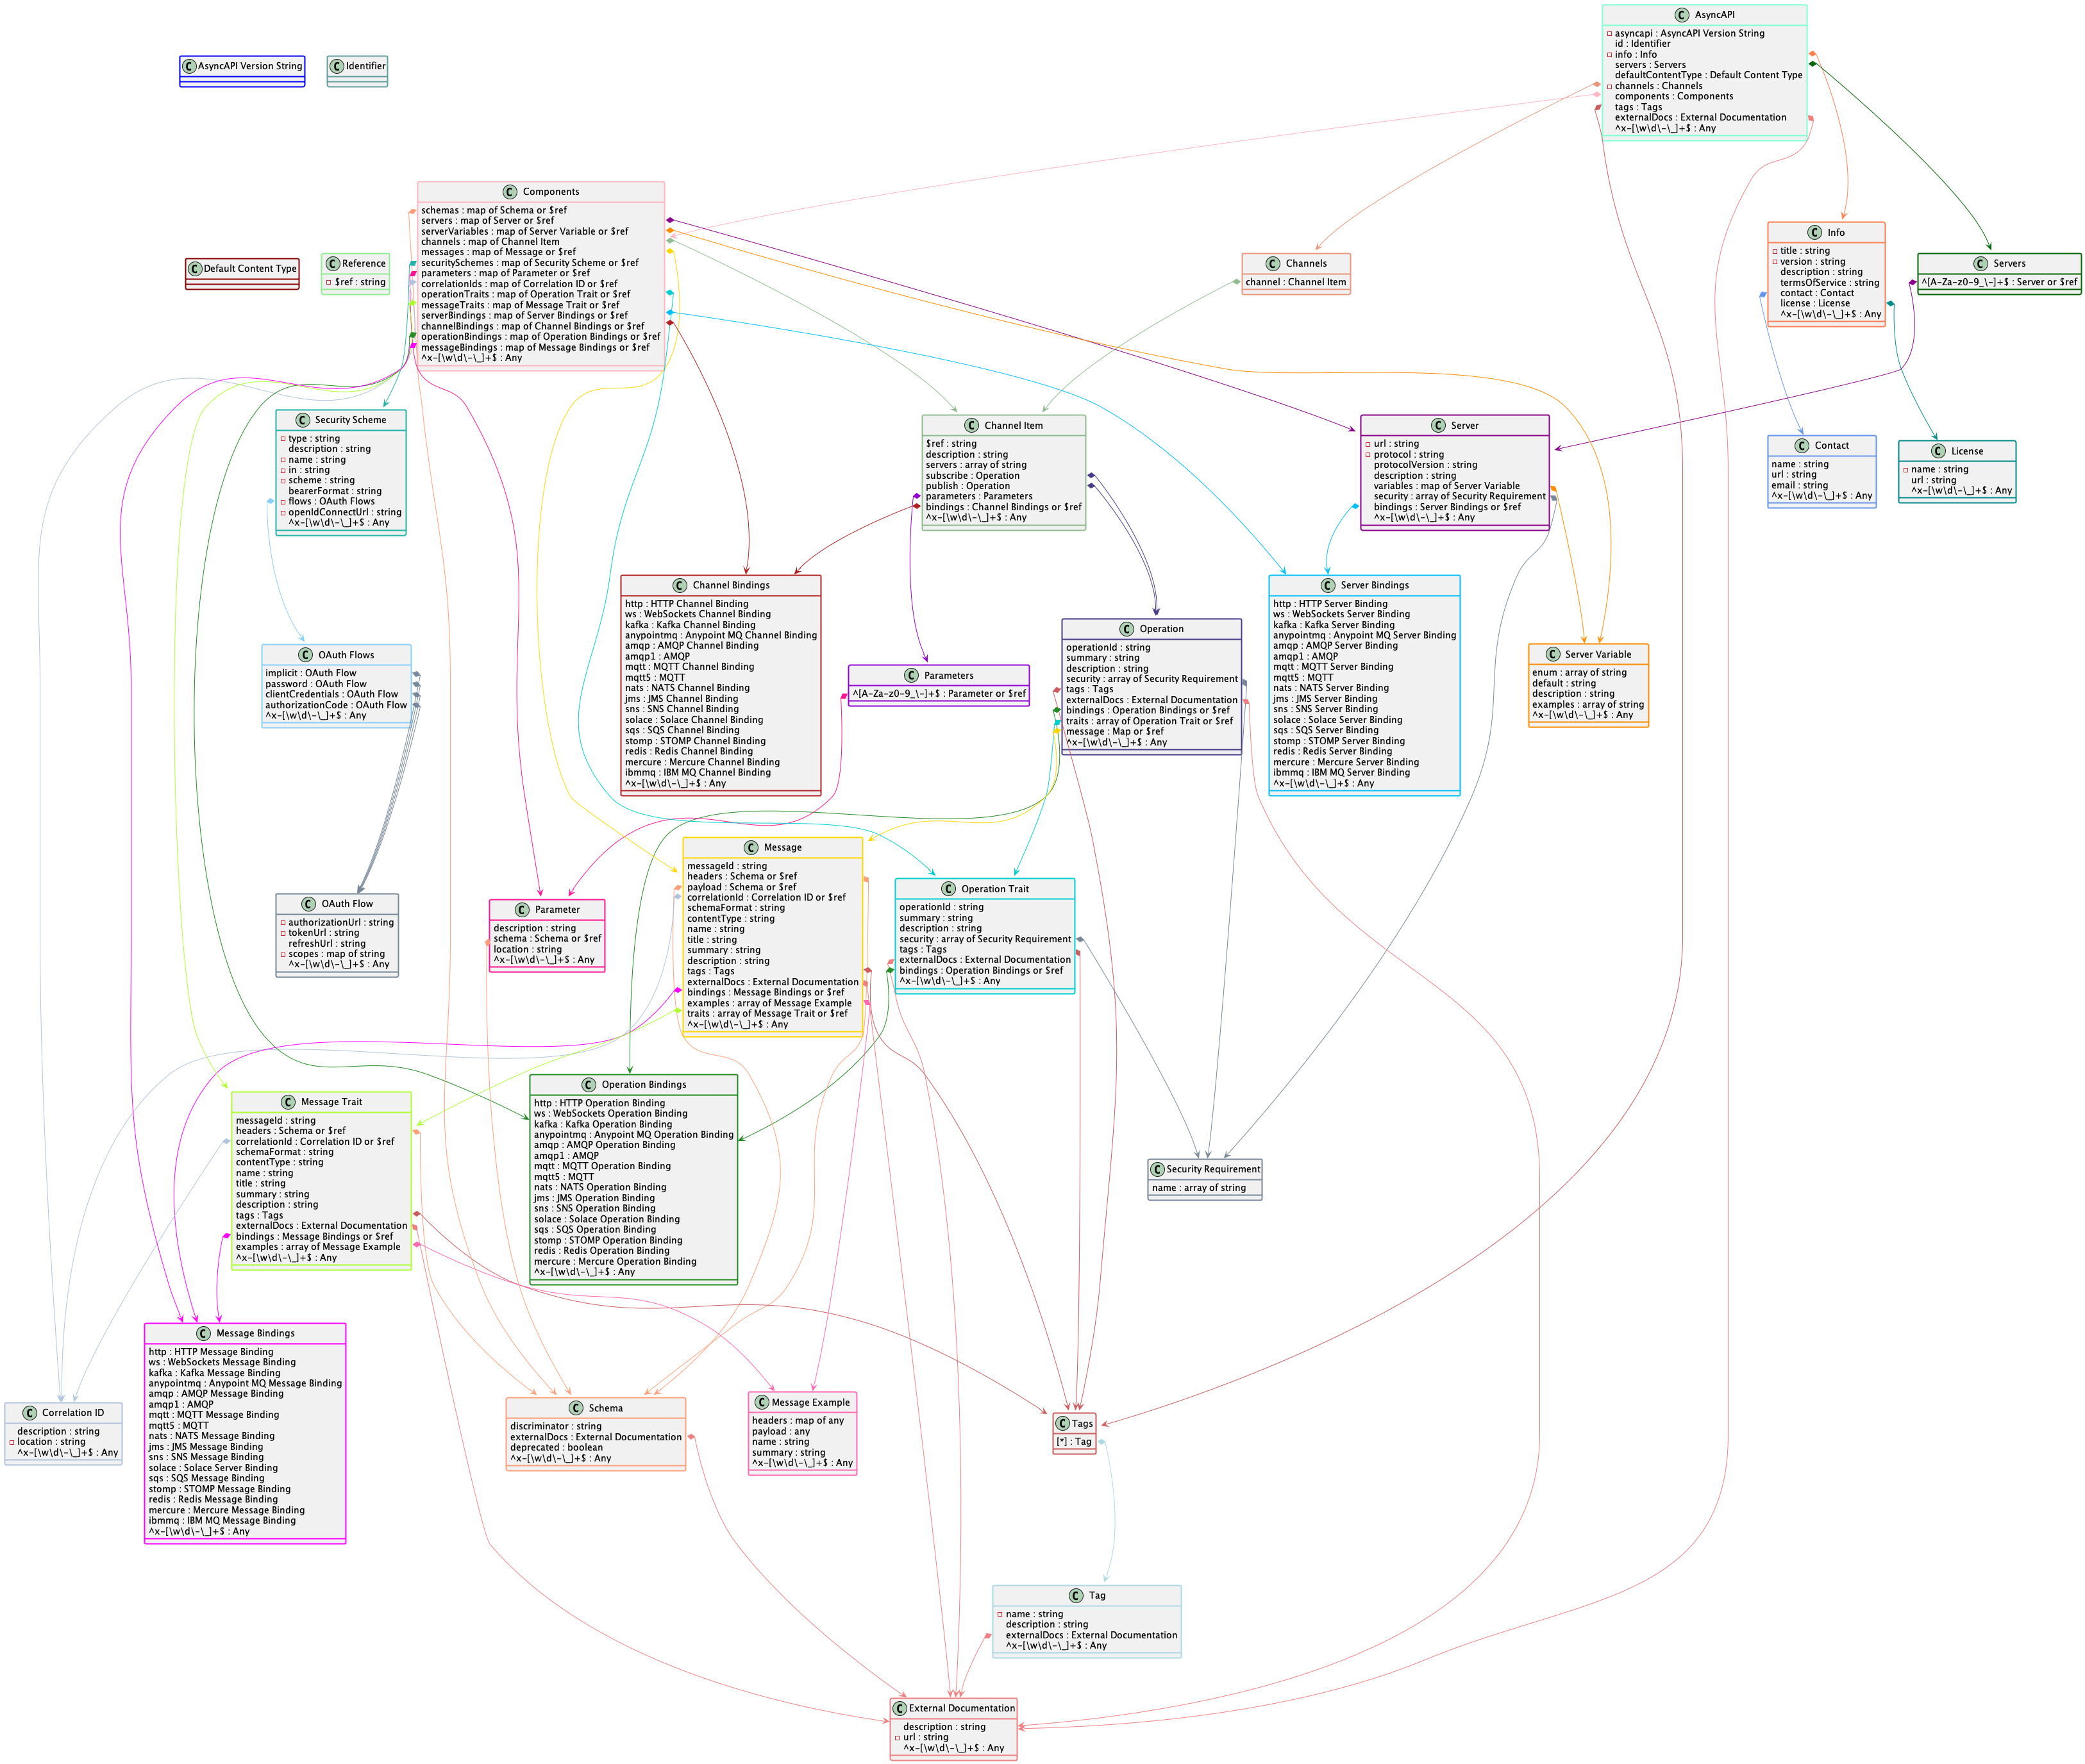 AsyncAPI
asyncapi : AsyncAPI Version String
id : Identifier
info : Info
servers : Servers
defaultContentType : Default Content Type
channels : Channels
components : Components
tags : Tags
externalDocs : External Documentation
^x-[\w\d\-\_]+$ : Any
AsyncAPI Version String
Identifier
Components
schemas : map of Schema or $ref
servers : map of Server or $ref
serverVariables : map of Server Variable or $ref
channels : map of Channel Item
messages : map of Message or $ref
securitySchemes : map of Security Scheme or $ref
parameters : map of Parameter or $ref
correlationIds : map of Correlation ID or $ref
operationTraits : map of Operation Trait or $ref
messageTraits : map of Message Trait or $ref
serverBindings : map of Server Bindings or $ref
channelBindings : map of Channel Bindings or $ref
operationBindings : map of Operation Bindings or $ref
messageBindings : map of Message Bindings or $ref
^x-[\w\d\-\_]+$ : Any
Info
title : string
version : string
description : string
termsOfService : string
contact : Contact
license : License
^x-[\w\d\-\_]+$ : Any
Default Content Type
Reference
$ref : string
Channels
channel : Channel Item
Servers
^[A-Za-z0-9_\-]+$ : Server or $ref
Security Scheme
type : string
description : string
name : string
in : string
scheme : string
bearerFormat : string
flows : OAuth Flows
openIdConnectUrl : string
^x-[\w\d\-\_]+$ : Any
Channel Item
$ref : string
description : string
servers : array of string
subscribe : Operation
publish : Operation
parameters : Parameters
bindings : Channel Bindings or $ref
^x-[\w\d\-\_]+$ : Any
Server
url : string
protocol : string
protocolVersion : string
description : string
variables : map of Server Variable
security : array of Security Requirement
bindings : Server Bindings or $ref
^x-[\w\d\-\_]+$ : Any
Contact
name : string
url : string
email : string
^x-[\w\d\-\_]+$ : Any
License
name : string
url : string
^x-[\w\d\-\_]+$ : Any
Channel Bindings
http : HTTP Channel Binding
ws : WebSockets Channel Binding
kafka : Kafka Channel Binding
anypointmq : Anypoint MQ Channel Binding
amqp : AMQP Channel Binding
amqp1 : AMQP
mqtt : MQTT Channel Binding
mqtt5 : MQTT
nats : NATS Channel Binding
jms : JMS Channel Binding
sns : SNS Channel Binding
solace : Solace Channel Binding
sqs : SQS Channel Binding
stomp : STOMP Channel Binding
redis : Redis Channel Binding
mercure : Mercure Channel Binding
ibmmq : IBM MQ Channel Binding
^x-[\w\d\-\_]+$ : Any
Server Bindings
http : HTTP Server Binding
ws : WebSockets Server Binding
kafka : Kafka Server Binding
anypointmq : Anypoint MQ Server Binding
amqp : AMQP Server Binding
amqp1 : AMQP
mqtt : MQTT Server Binding
mqtt5 : MQTT
nats : NATS Server Binding
jms : JMS Server Binding
sns : SNS Server Binding
solace : Solace Server Binding
sqs : SQS Server Binding
stomp : STOMP Server Binding
redis : Redis Server Binding
mercure : Mercure Server Binding
ibmmq : IBM MQ Server Binding
^x-[\w\d\-\_]+$ : Any
OAuth Flows
implicit : OAuth Flow
password : OAuth Flow
clientCredentials : OAuth Flow
authorizationCode : OAuth Flow
^x-[\w\d\-\_]+$ : Any
Parameters
^[A-Za-z0-9_\-]+$ : Parameter or $ref
Operation
operationId : string
summary : string
description : string
security : array of Security Requirement
tags : Tags
externalDocs : External Documentation
bindings : Operation Bindings or $ref
traits : array of Operation Trait or $ref
message : Map or $ref
^x-[\w\d\-\_]+$ : Any
Server Variable
enum : array of string
default : string
description : string
examples : array of string
^x-[\w\d\-\_]+$ : Any
OAuth Flow
authorizationUrl : string
tokenUrl : string
refreshUrl : string
scopes : map of string
^x-[\w\d\-\_]+$ : Any
Parameter
description : string
schema : Schema or $ref
location : string
^x-[\w\d\-\_]+$ : Any
Message
messageId : string
headers : Schema or $ref
payload : Schema or $ref
correlationId : Correlation ID or $ref
schemaFormat : string
contentType : string
name : string
title : string
summary : string
description : string
tags : Tags
externalDocs : External Documentation
bindings : Message Bindings or $ref
examples : array of Message Example
traits : array of Message Trait or $ref
^x-[\w\d\-\_]+$ : Any
Operation Trait
operationId : string
summary : string
description : string
security : array of Security Requirement
tags : Tags
externalDocs : External Documentation
bindings : Operation Bindings or $ref
^x-[\w\d\-\_]+$ : Any
Message Trait
messageId : string
headers : Schema or $ref
correlationId : Correlation ID or $ref
schemaFormat : string
contentType : string
name : string
title : string
summary : string
description : string
tags : Tags
externalDocs : External Documentation
bindings : Message Bindings or $ref
examples : array of Message Example
^x-[\w\d\-\_]+$ : Any
Operation Bindings
http : HTTP Operation Binding
ws : WebSockets Operation Binding
kafka : Kafka Operation Binding
anypointmq : Anypoint MQ Operation Binding
amqp : AMQP Operation Binding
amqp1 : AMQP
mqtt : MQTT Operation Binding
mqtt5 : MQTT
nats : NATS Operation Binding
jms : JMS Operation Binding
sns : SNS Operation Binding
solace : Solace Operation Binding
sqs : SQS Operation Binding
stomp : STOMP Operation Binding
redis : Redis Operation Binding
mercure : Mercure Operation Binding
^x-[\w\d\-\_]+$ : Any
Security Requirement
name : array of string
Correlation ID
description : string
location : string
^x-[\w\d\-\_]+$ : Any
Message Bindings
http : HTTP Message Binding
ws : WebSockets Message Binding
kafka : Kafka Message Binding
anypointmq : Anypoint MQ Message Binding
amqp : AMQP Message Binding
amqp1 : AMQP
mqtt : MQTT Message Binding
mqtt5 : MQTT
nats : NATS Message Binding
jms : JMS Message Binding
sns : SNS Message Binding
solace : Solace Server Binding
sqs : SQS Message Binding
stomp : STOMP Message Binding
redis : Redis Message Binding
mercure : Mercure Message Binding
ibmmq : IBM MQ Message Binding
^x-[\w\d\-\_]+$ : Any
Schema
discriminator : string
externalDocs : External Documentation
deprecated : boolean
^x-[\w\d\-\_]+$ : Any
Message Example
headers : map of any
payload : any
name : string
summary : string
^x-[\w\d\-\_]+$ : Any
Tags
[*] : Tag
Tag
name : string
description : string
externalDocs : External Documentation
^x-[\w\d\-\_]+$ : Any
External Documentation
description : string
url : string
^x-[\w\d\-\_]+$ : Any